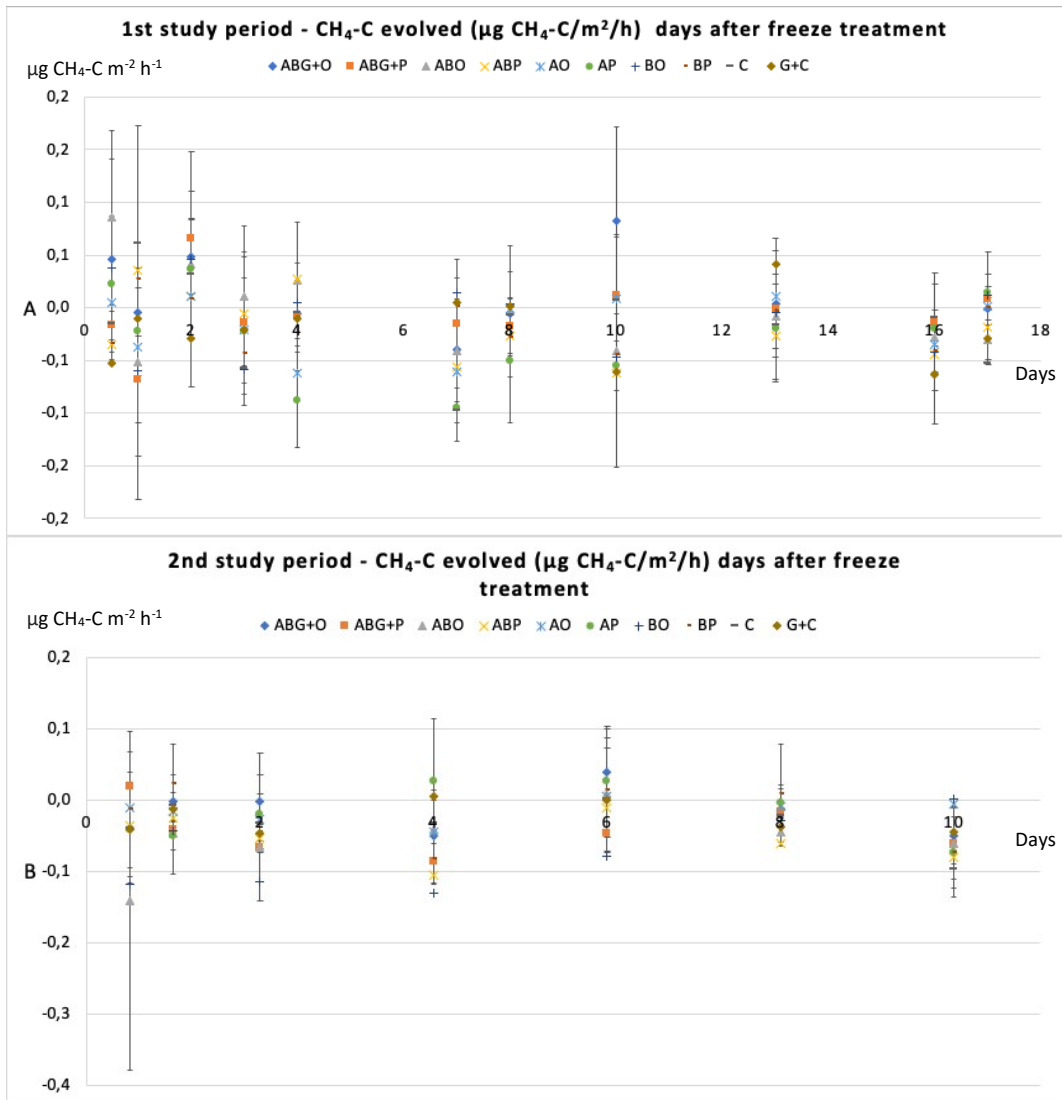 1st study period - CH₄-C evolved (µg CH₄-C/m²/h) days after freeze treatment
µg CH₄-C m⁻² h⁻¹
ABG+O ABG+P ABO ABP AO AP BO BP C G+C
0,2
0,2
0,1
0,1
A 0,0
0 2 4 6 8 10 12 14 16 18
-0,1
Days
-0,1
-0,2
-0,2
2nd study period - CH₄-C evolved (µg CH₄-C/m²/h) days after freeze
treatment
µg CH₄-C m⁻² h⁻¹
ABG+O ABG+P ABO ABP AO AP BO BP C G+C
0,2
0,1
0,0
0 2 4 6 8 10
Days
B -0,1
-0,2
-0,3
-0,4